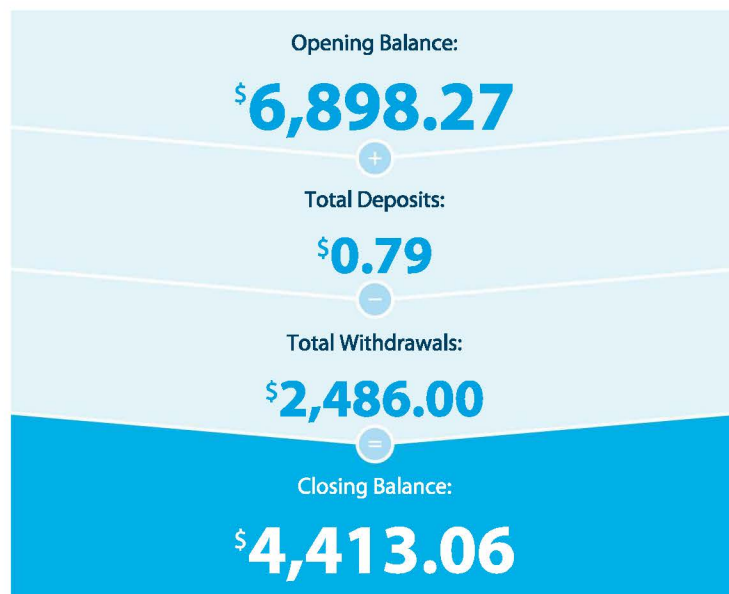 Opening Balance:
$6,898.27
+
Total Deposits:
$0.79
−
Total Withdrawals:
$2,486.00
=
Closing Balance:
$4,413.06